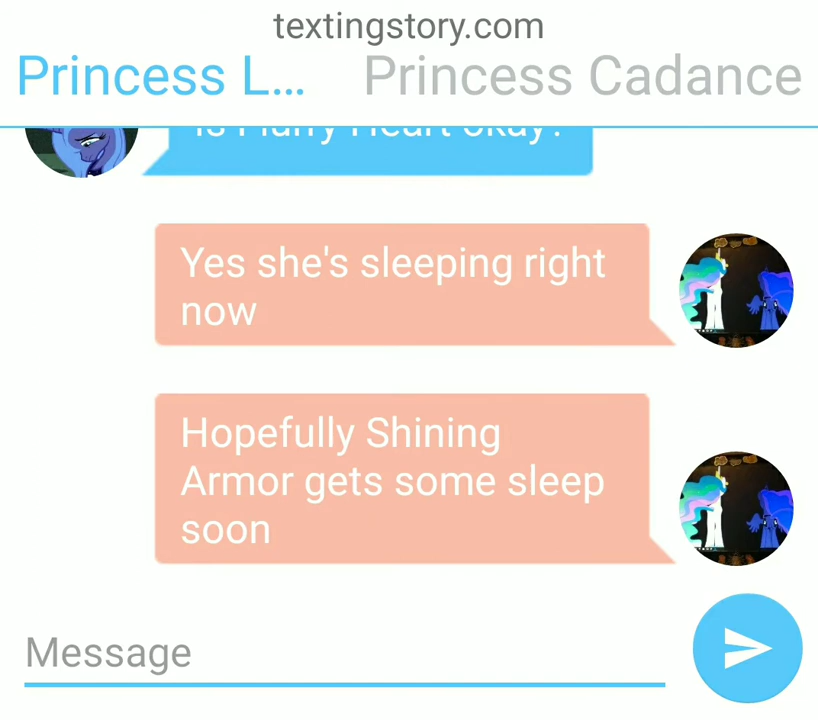 textingstory.com
Princess L... Princess Cadance
Is Flurry Heart okay?
Yes she's sleeping right
now
Hopefully Shining
Armor gets some sleep
soon
Message